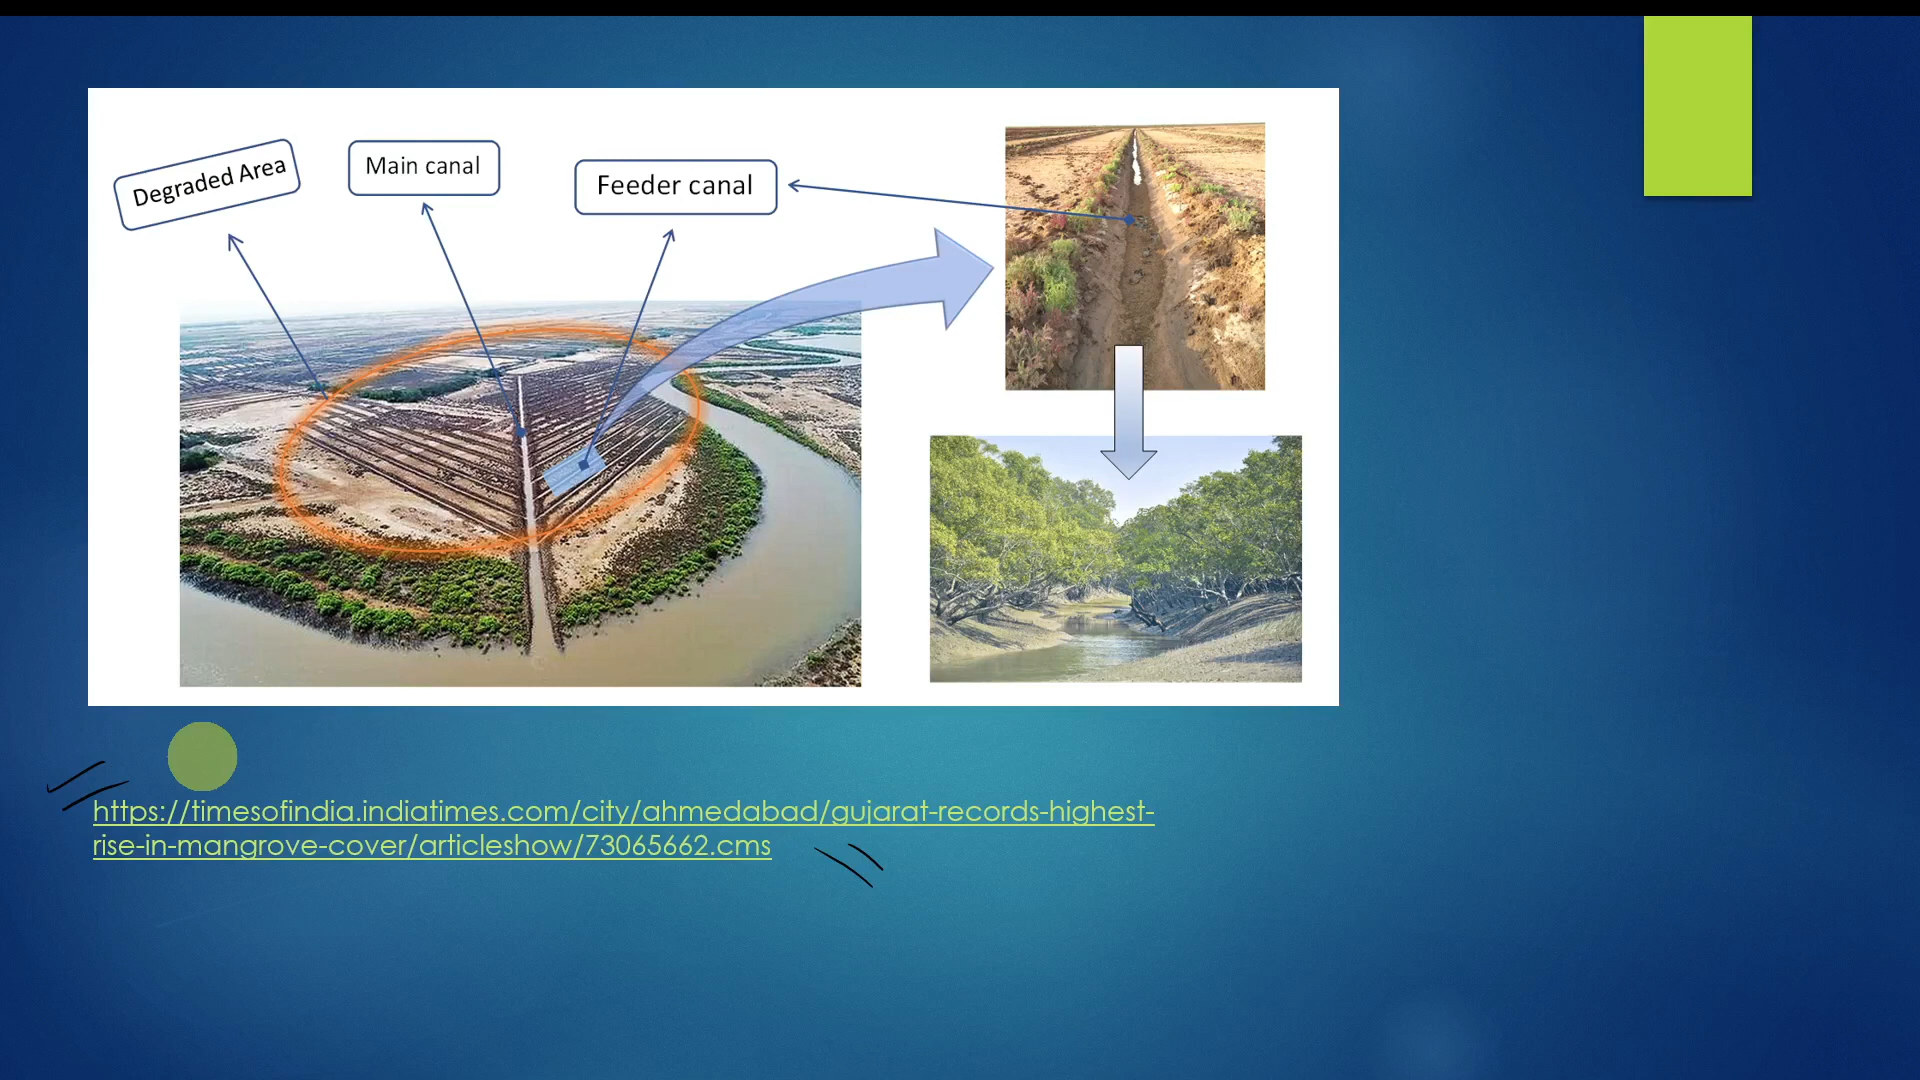 Degraded Area
Main canal
Feeder canal
https://timesofindia.indiatimes.com/city/ahmedabad/gujarat-records-highest-
rise-in-mangrove-cover/articleshow/73065662.cms